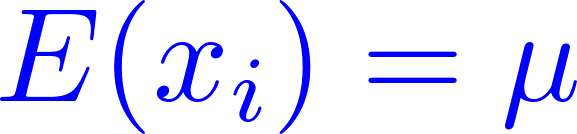 E(x_i) = μ